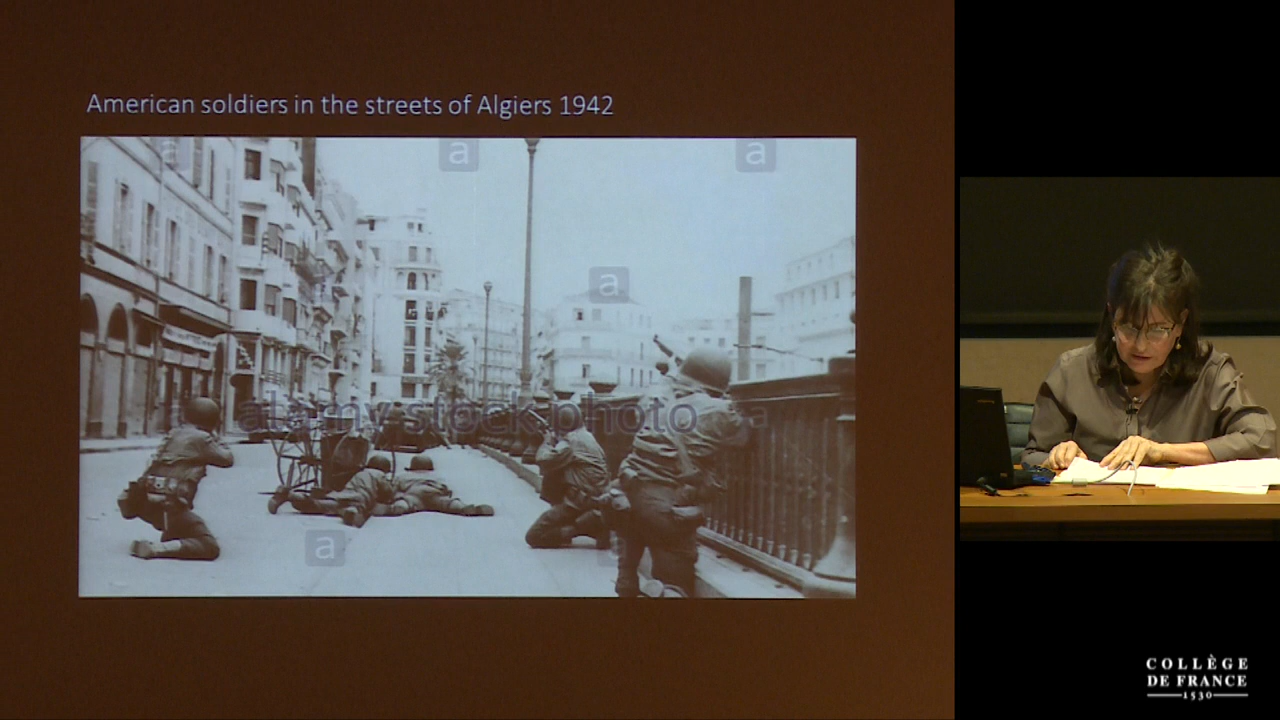 American soldiers in the streets of Algiers 1942
a
a
a
a
alamy stock photo
a
a
COLLÈGE
DE FRANCE
1530